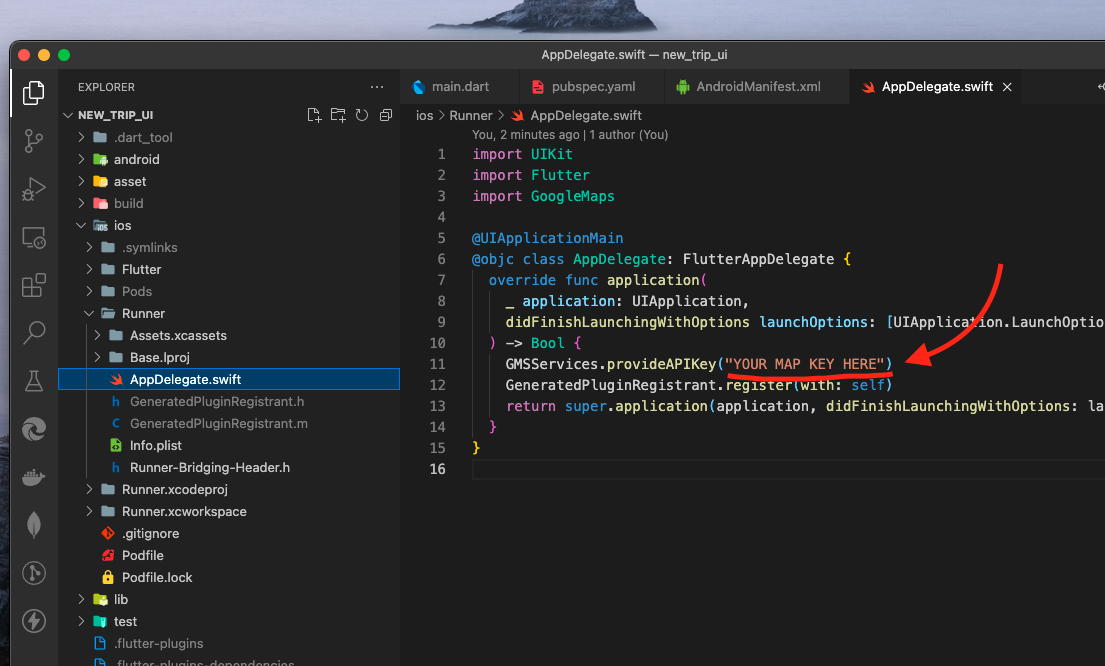 AppDelegate.swift — new_trip_ui
EXPLORER
main.dart
pubspec.yaml
AndroidManifest.xml
AppDelegate.swift
NEW_TRIP_UI
.dart_tool
android
asset
build
ios
.symlinks
Flutter
Pods
Runner
Assets.xcassets
Base.lproj
AppDelegate.swift
h GeneratedPluginRegistrant.h
C GeneratedPluginRegistrant.m
Info.plist
h Runner-Bridging-Header.h
Runner.xcodeproj
Runner.xcworkspace
.gitignore
Podfile
Podfile.lock
lib
test
.flutter-plugins
.flutter-plugins-dependencies
ios > Runner > AppDelegate.swift
You, 2 minutes ago | 1 author (You)
1 import UIKit
2 import Flutter
3 import GoogleMaps
4
5 @UIApplicationMain
6 @objc class AppDelegate: FlutterAppDelegate {
7 override func application(
8 _ application: UIApplication,
9 didFinishLaunchingWithOptions launchOptions: [UIApplication.LaunchOptio
10 ) -> Bool {
11 GMSServices.provideAPIKey("YOUR MAP KEY HERE")
12 GeneratedPluginRegistrant.register(with: self)
13 return super.application(application, didFinishLaunchingWithOptions: la
14 }
15 }
16